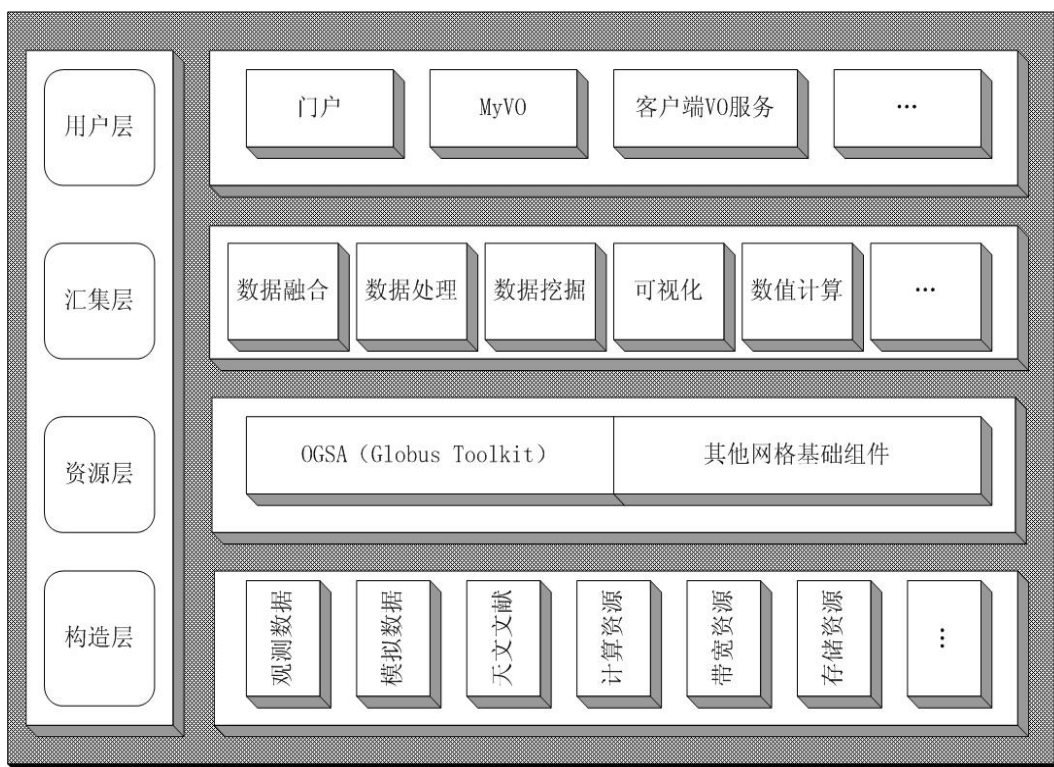 用户层
门户
MyVO
客户端VO服务
…
汇集层
数据融合
数据处理
数据挖掘
可视化
数值计算
…
资源层
OGSA（Globus Toolkit）
其他网格基础组件
构造层
观测数据
模拟数据
天文文献
计算资源
带宽资源
存储资源
…